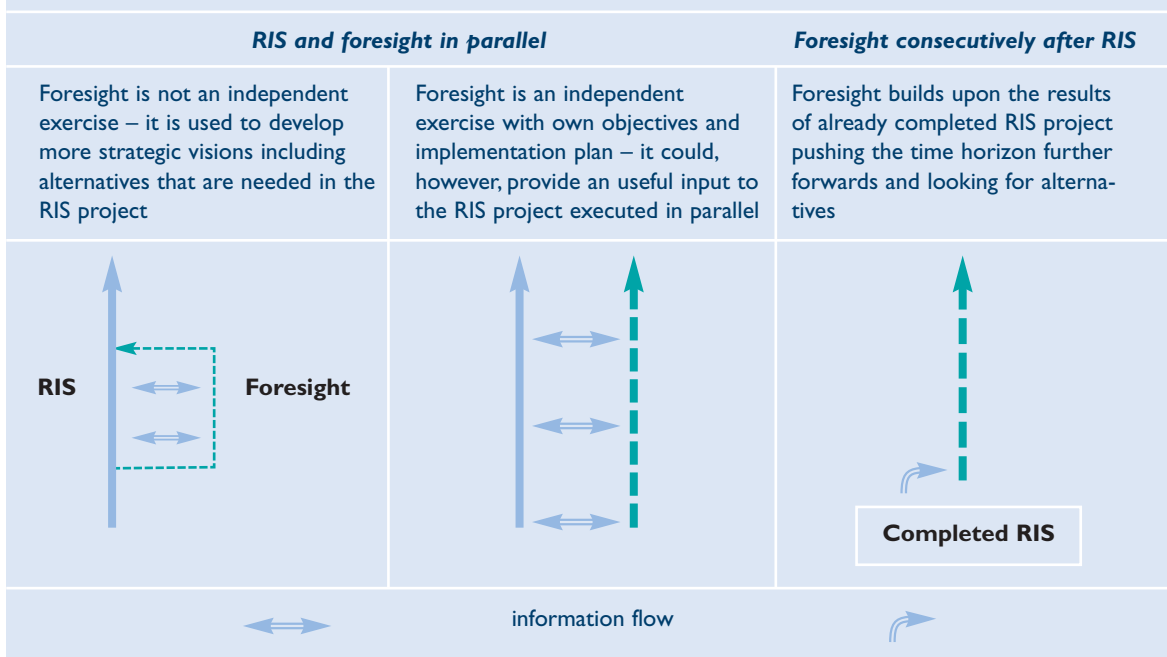 RIS and foresight in parallel
Foresight consecutively after RIS
Foresight is not an independent
exercise – it is used to develop
more strategic visions including
alternatives that are needed in the
RIS project
Foresight is an independent
exercise with own objectives and
implementation plan – it could,
however, provide an useful input to
the RIS project executed in parallel
Foresight builds upon the results
of already completed RIS project
pushing the time horizon further
forwards and looking for alterna-
tives
RIS
Foresight
Completed RIS
information flow